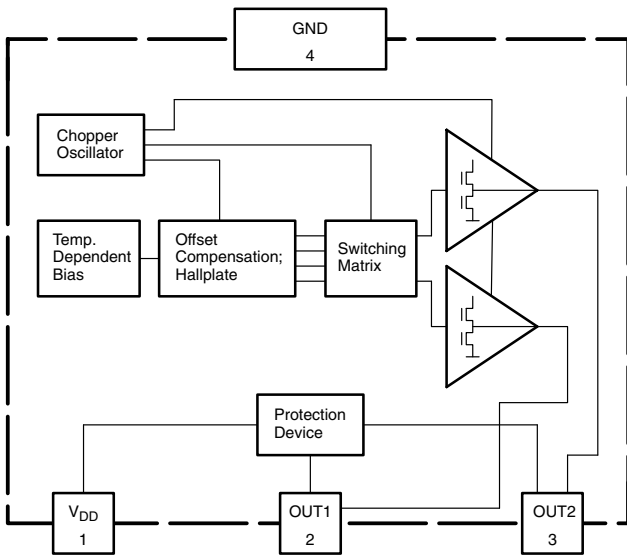 GND
4
Chopper
Oscillator
Temp.
Dependent
Bias
Offset
Compensation;
Hallplate
Switching
Matrix
Protection
Device
VDD
1
OUT1
2
OUT2
3